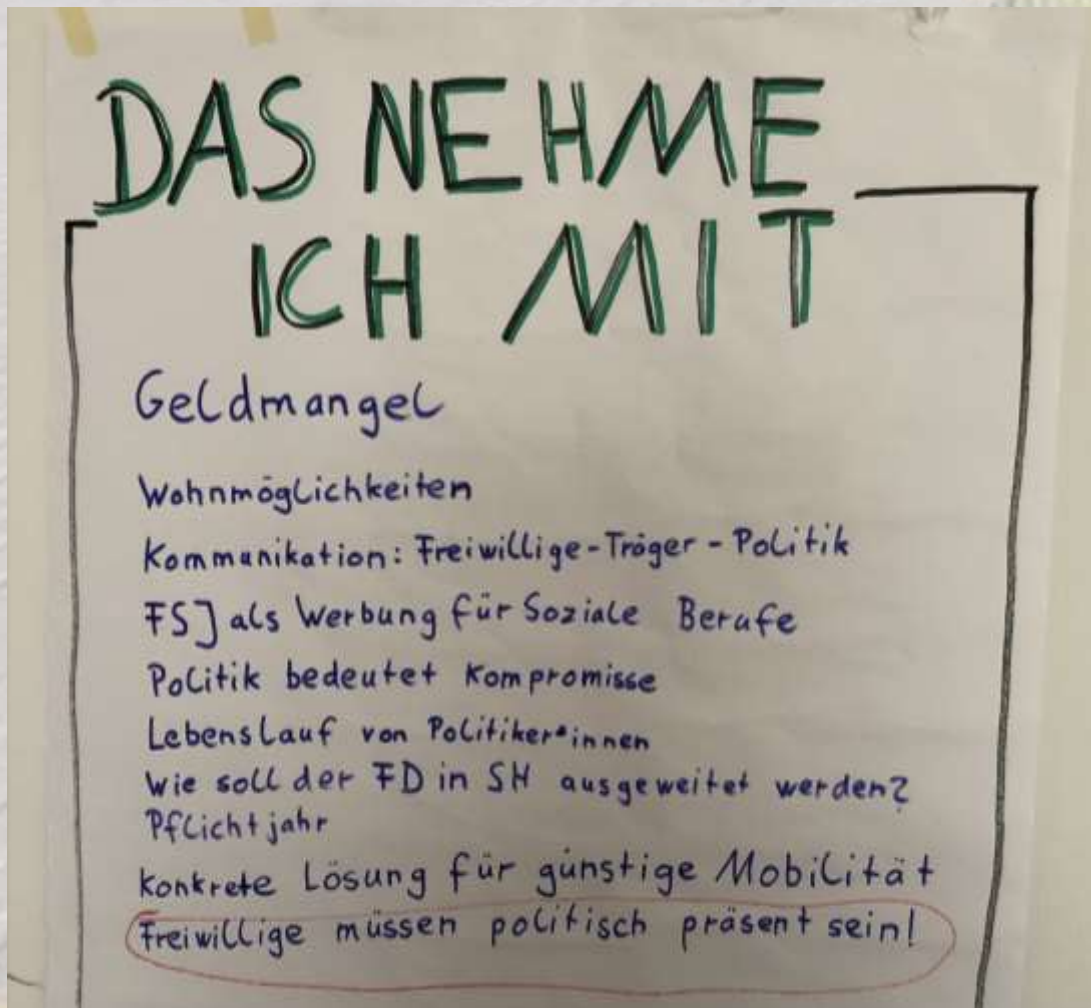 DAS NEHME
ICH MIT
Geldmangel
Wohnmöglichkeiten
Kommunikation: Freiwillige-Träger-Politik
FSJ als Werbung für Soziale Berufe
Politik bedeutet Kompromisse
Lebenslauf von Politiker*innen
Wie soll der FD in SH ausgeweitet werden?
Pflichtjahr
Konkrete Lösung für günstige Mobilität
Freiwillige müssen politisch präsent sein!